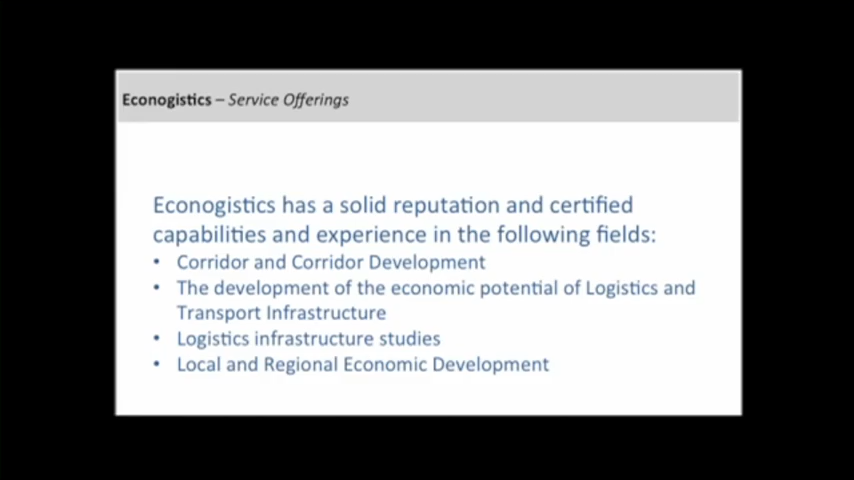 Econogistics – Service Offerings
Econogistics has a solid reputation and certified
capabilities and experience in the following fields:
• Corridor and Corridor Development
• The development of the economic potential of Logistics and
Transport Infrastructure
• Logistics infrastructure studies
• Local and Regional Economic Development